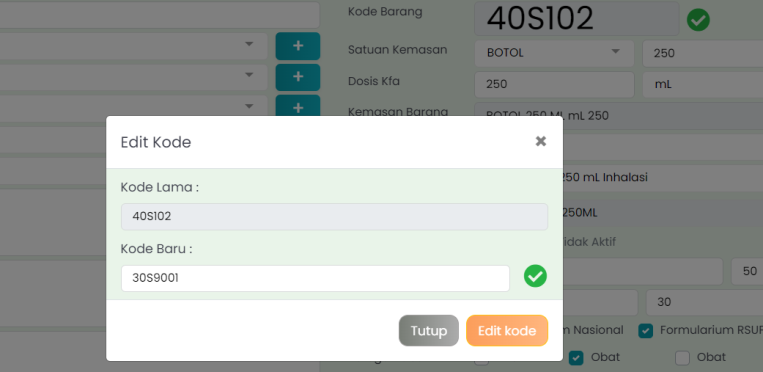 Kode Barang
40S102
Satuan Kemasan
BOTOL
250
+
Dosis Kfa
250
mL
+
Kemasan Barang
BOTOL 250 ML mL 250
+
Edit Kode
×
Kode Lama :
40S102
250 mL Inhalasi
250ML
Kode Baru :
idak Aktif
30S9001
50
30
Tutup
Edit kode
Nasional
Formularium RSUP
Obat
Obat